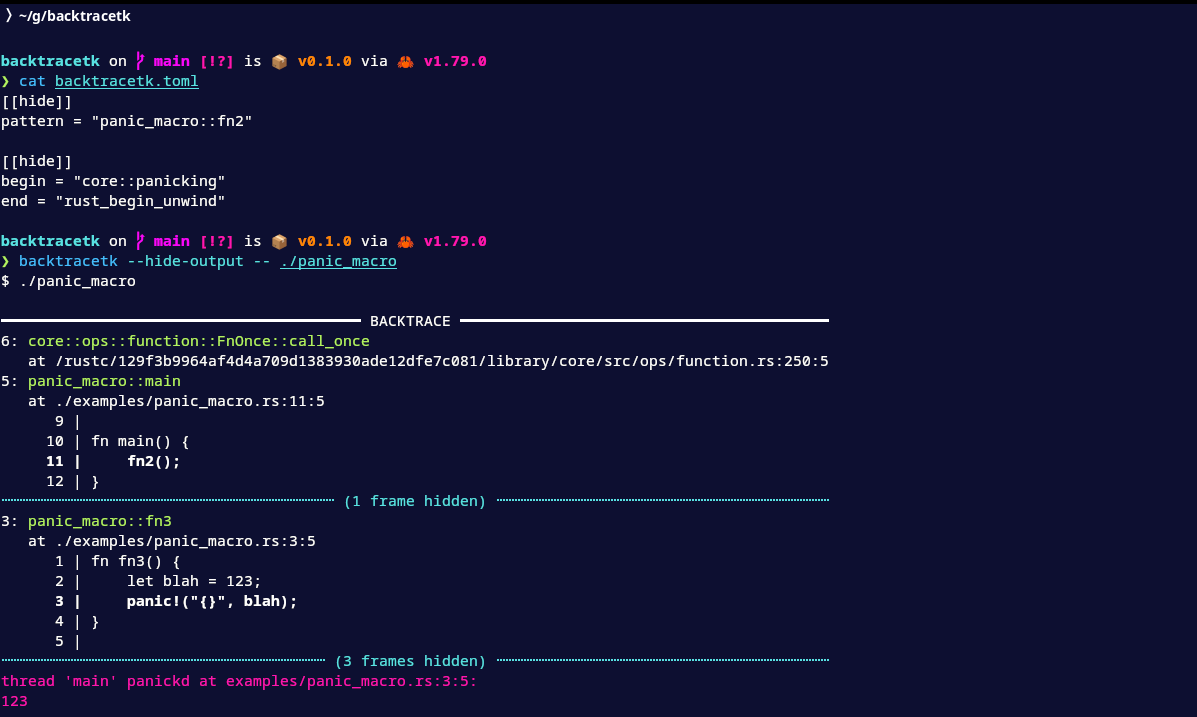 ❯ ~/g/backtracetk
backtracetk on main [!?] is 📦 v0.1.0 via 🦀 v1.79.0
❯ cat backtracetk.toml
[[hide]]
pattern = "panic_macro::fn2"
[[hide]]
begin = "core::panicking"
end = "rust_begin_unwind"
backtracetk on main [!?] is 📦 v0.1.0 via 🦀 v1.79.0
❯ backtracetk --hide-output -- ./panic_macro
$ ./panic_macro
BACKTRACE
6: core::ops::function::FnOnce::call_once
at /rustc/129f3b9964af4d4a709d1383930ade12dfe7c081/library/core/src/ops/function.rs:250:5
5: panic_macro::main
at ./examples/panic_macro.rs:11:5
9 |
10 | fn main() {
11 |     fn2();
12 | }
(1 frame hidden)
3: panic_macro::fn3
at ./examples/panic_macro.rs:3:5
1 | fn fn3() {
2 |     let blah = 123;
3 |     panic!("{}", blah);
4 | }
5 |
(3 frames hidden)
thread 'main' panickd at examples/panic_macro.rs:3:5:
123